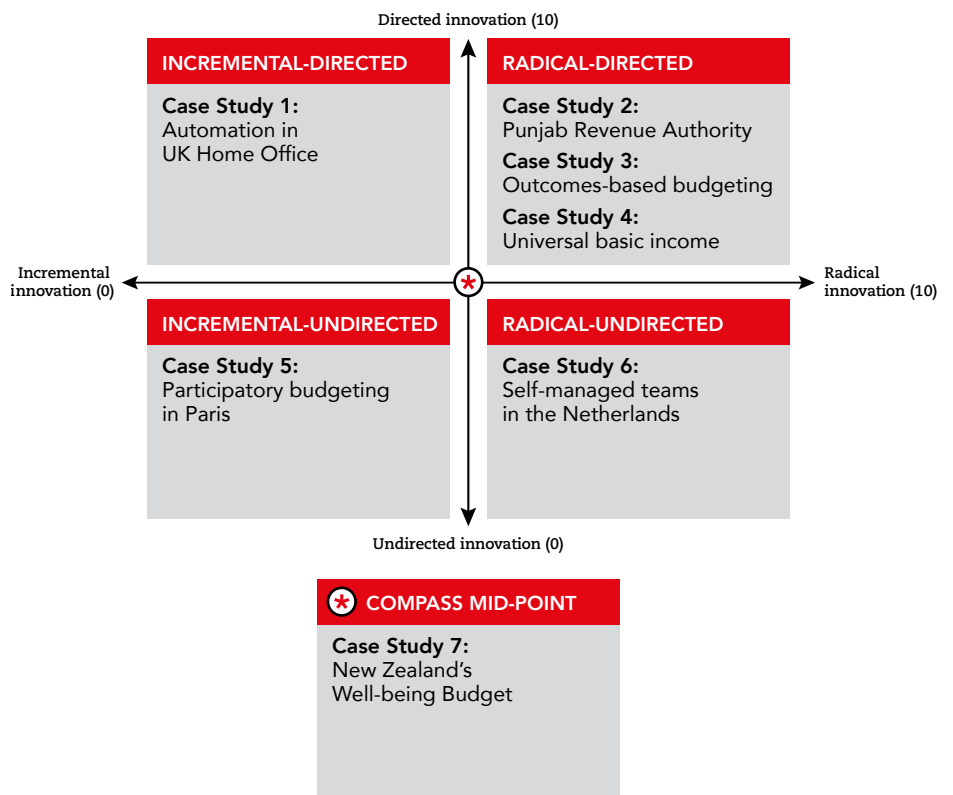 Directed innovation (10)
INCREMENTAL-DIRECTED
Case Study 1:
Automation in
UK Home Office
RADICAL-DIRECTED
Case Study 2:
Punjab Revenue Authority
Case Study 3:
Outcomes-based budgeting
Case Study 4:
Universal basic income
Incremental
innovation (0)
Radical
innovation (10)
INCREMENTAL-UNDIRECTED
Case Study 5:
Participatory budgeting
in Paris
RADICAL-UNDIRECTED
Case Study 6:
Self-managed teams
in the Netherlands
Undirected innovation (0)
* COMPASS MID-POINT
Case Study 7:
New Zealand’s
Well-being Budget